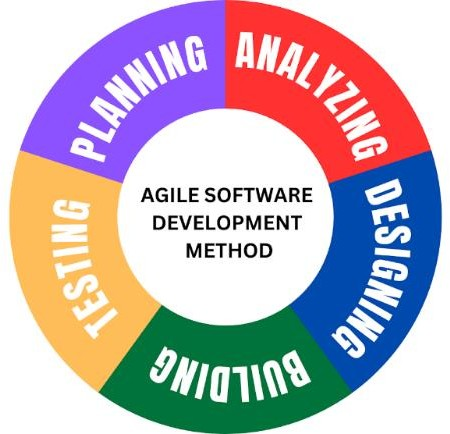 PLANNING
ANALYZING
DESIGNING
BUILDING
TESTING
AGILE SOFTWARE
DEVELOPMENT
METHOD